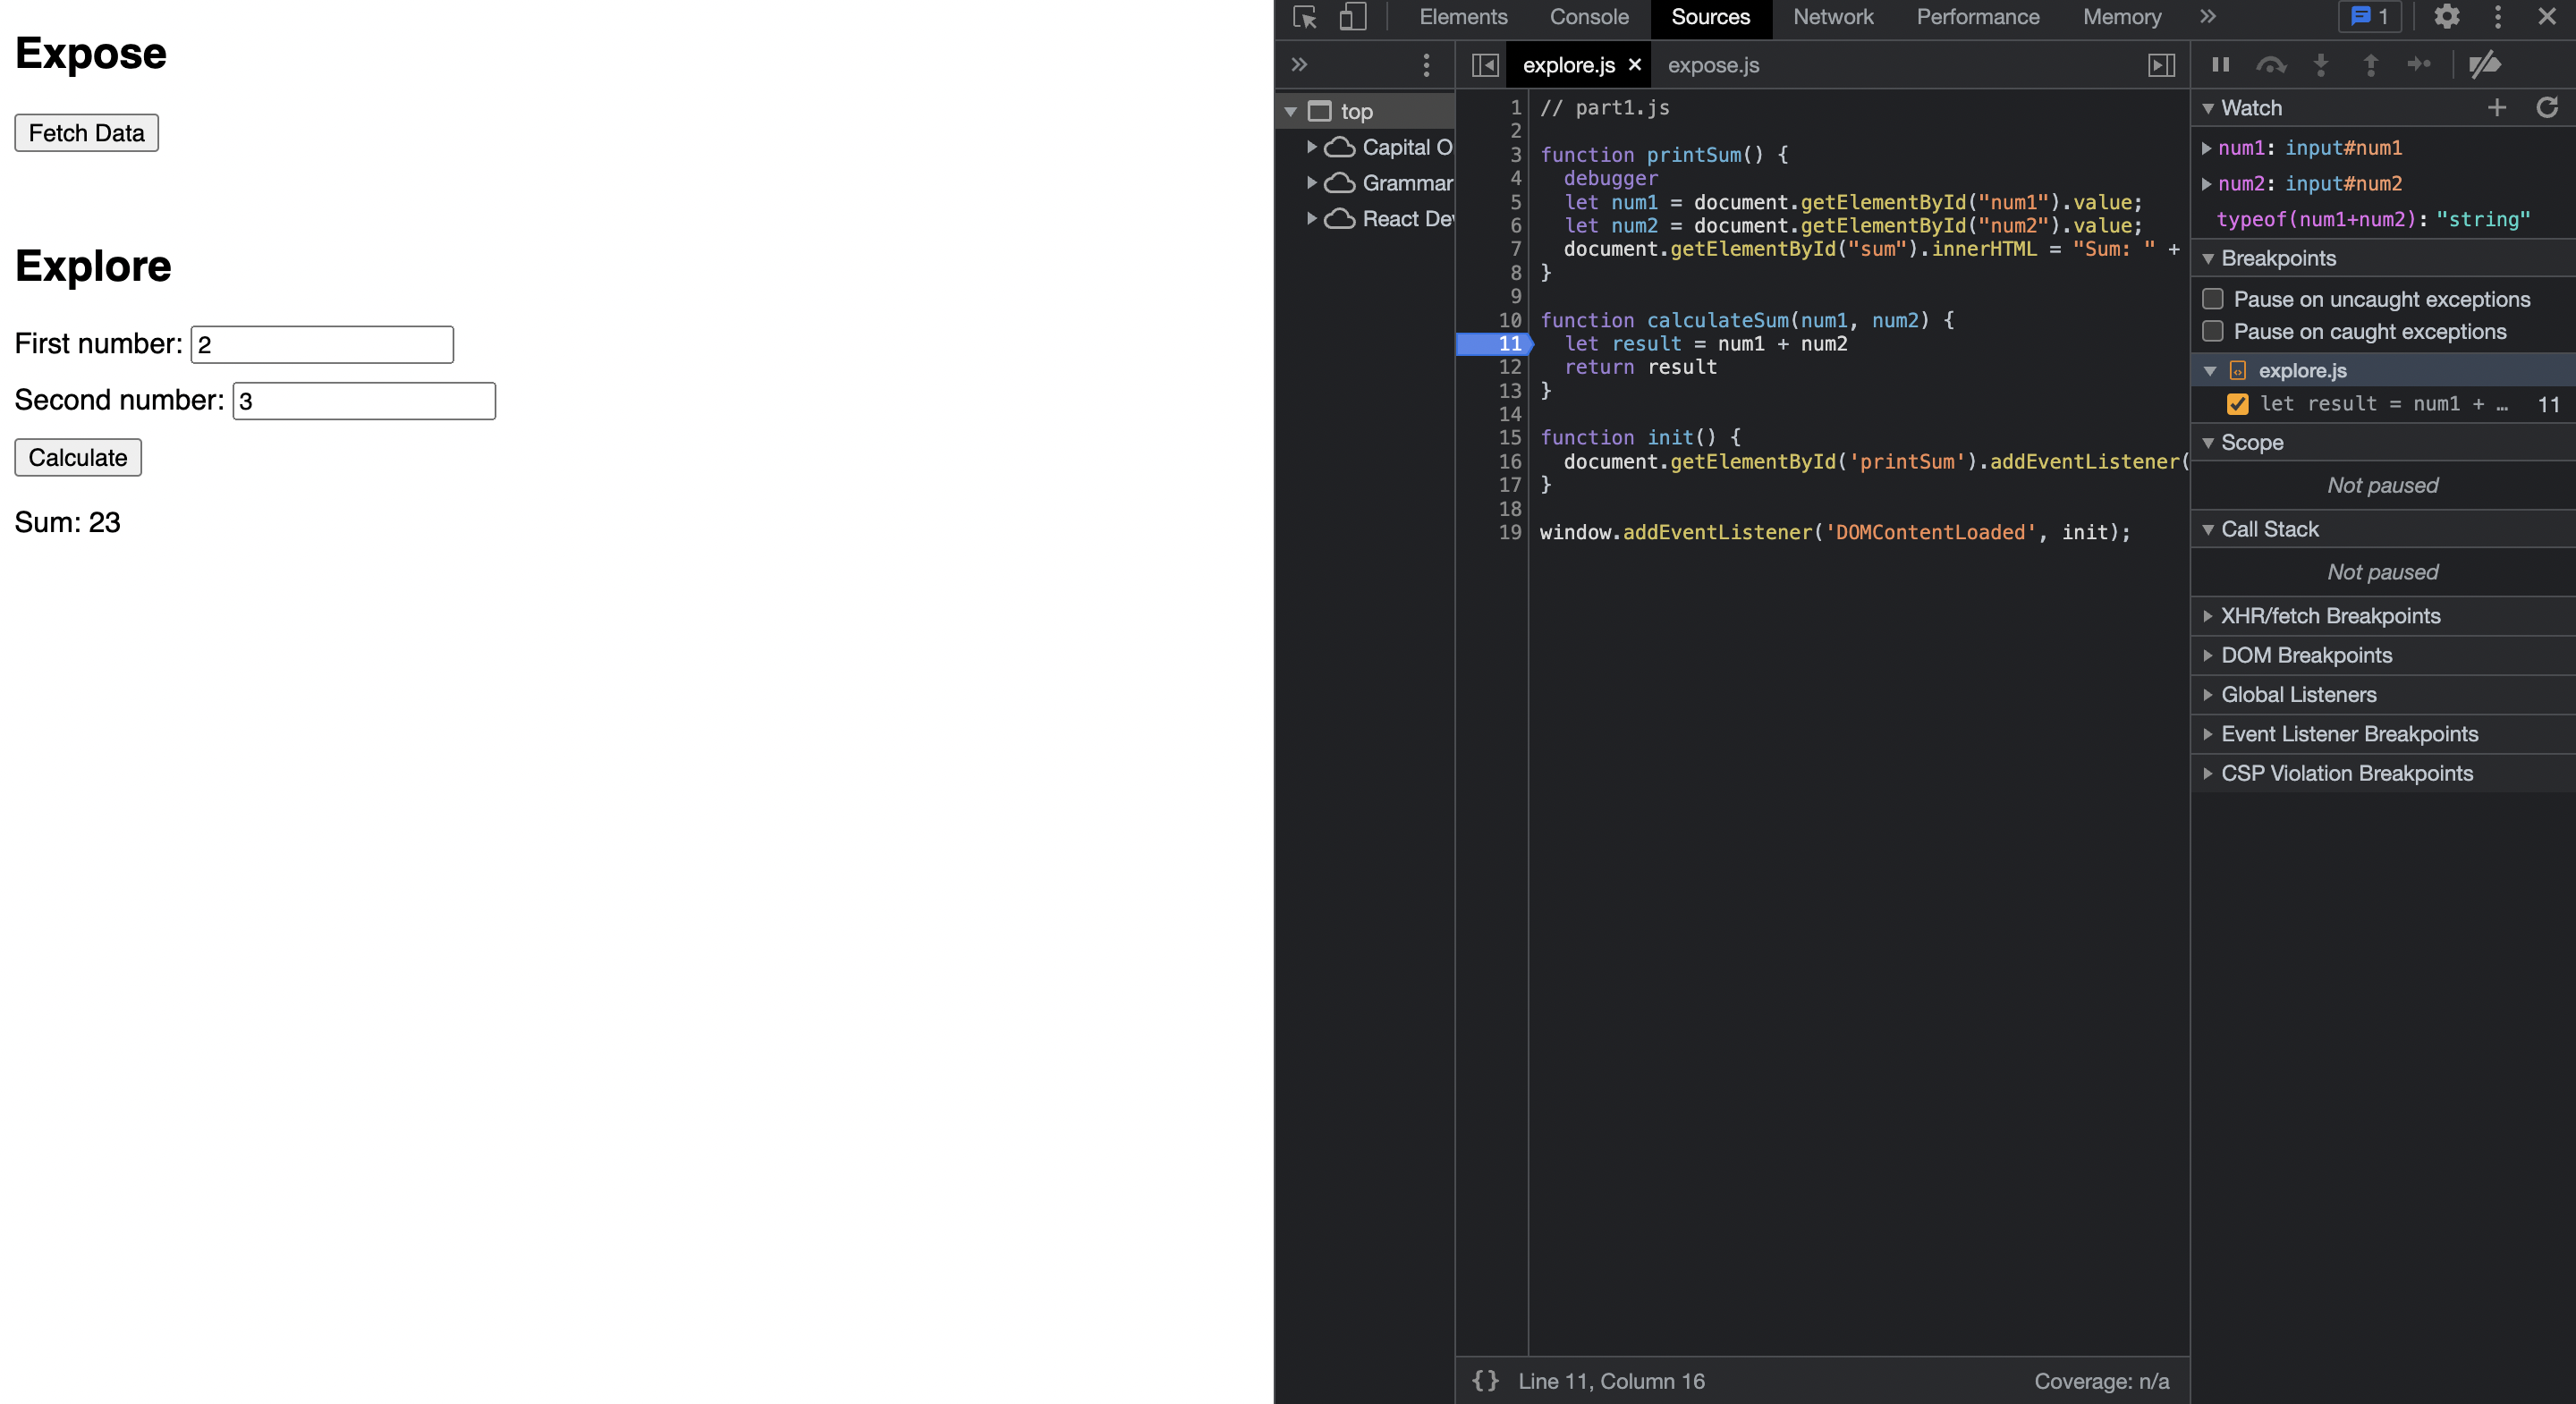 Expose
Fetch Data
Explore
First number: 2
Second number: 3
Calculate
Sum: 23
Elements Console Sources Network Performance Memory 1
explore.js expose.js
top
Capital O
Grammar
React De
1 // part1.js
2
3 function printSum() {
4 debugger
5 let num1 = document.getElementById("num1").value;
6 let num2 = document.getElementById("num2").value;
7 document.getElementById("sum").innerHTML = "Sum: " +
8 }
9
10 function calculateSum(num1, num2) {
11 let result = num1 + num2
12 return result
13 }
14
15 function init() {
16 document.getElementById('printSum').addEventListener(
17 }
18
19 window.addEventListener('DOMContentLoaded', init);
{} Line 11, Column 16 Coverage: n/a
Watch
num1: input#num1
num2: input#num2
typeof(num1+num2): "string"
Breakpoints
Pause on uncaught exceptions
Pause on caught exceptions
explore.js
let result = num1 + … 11
Scope
Not paused
Call Stack
Not paused
XHR/fetch Breakpoints
DOM Breakpoints
Global Listeners
Event Listener Breakpoints
CSP Violation Breakpoints